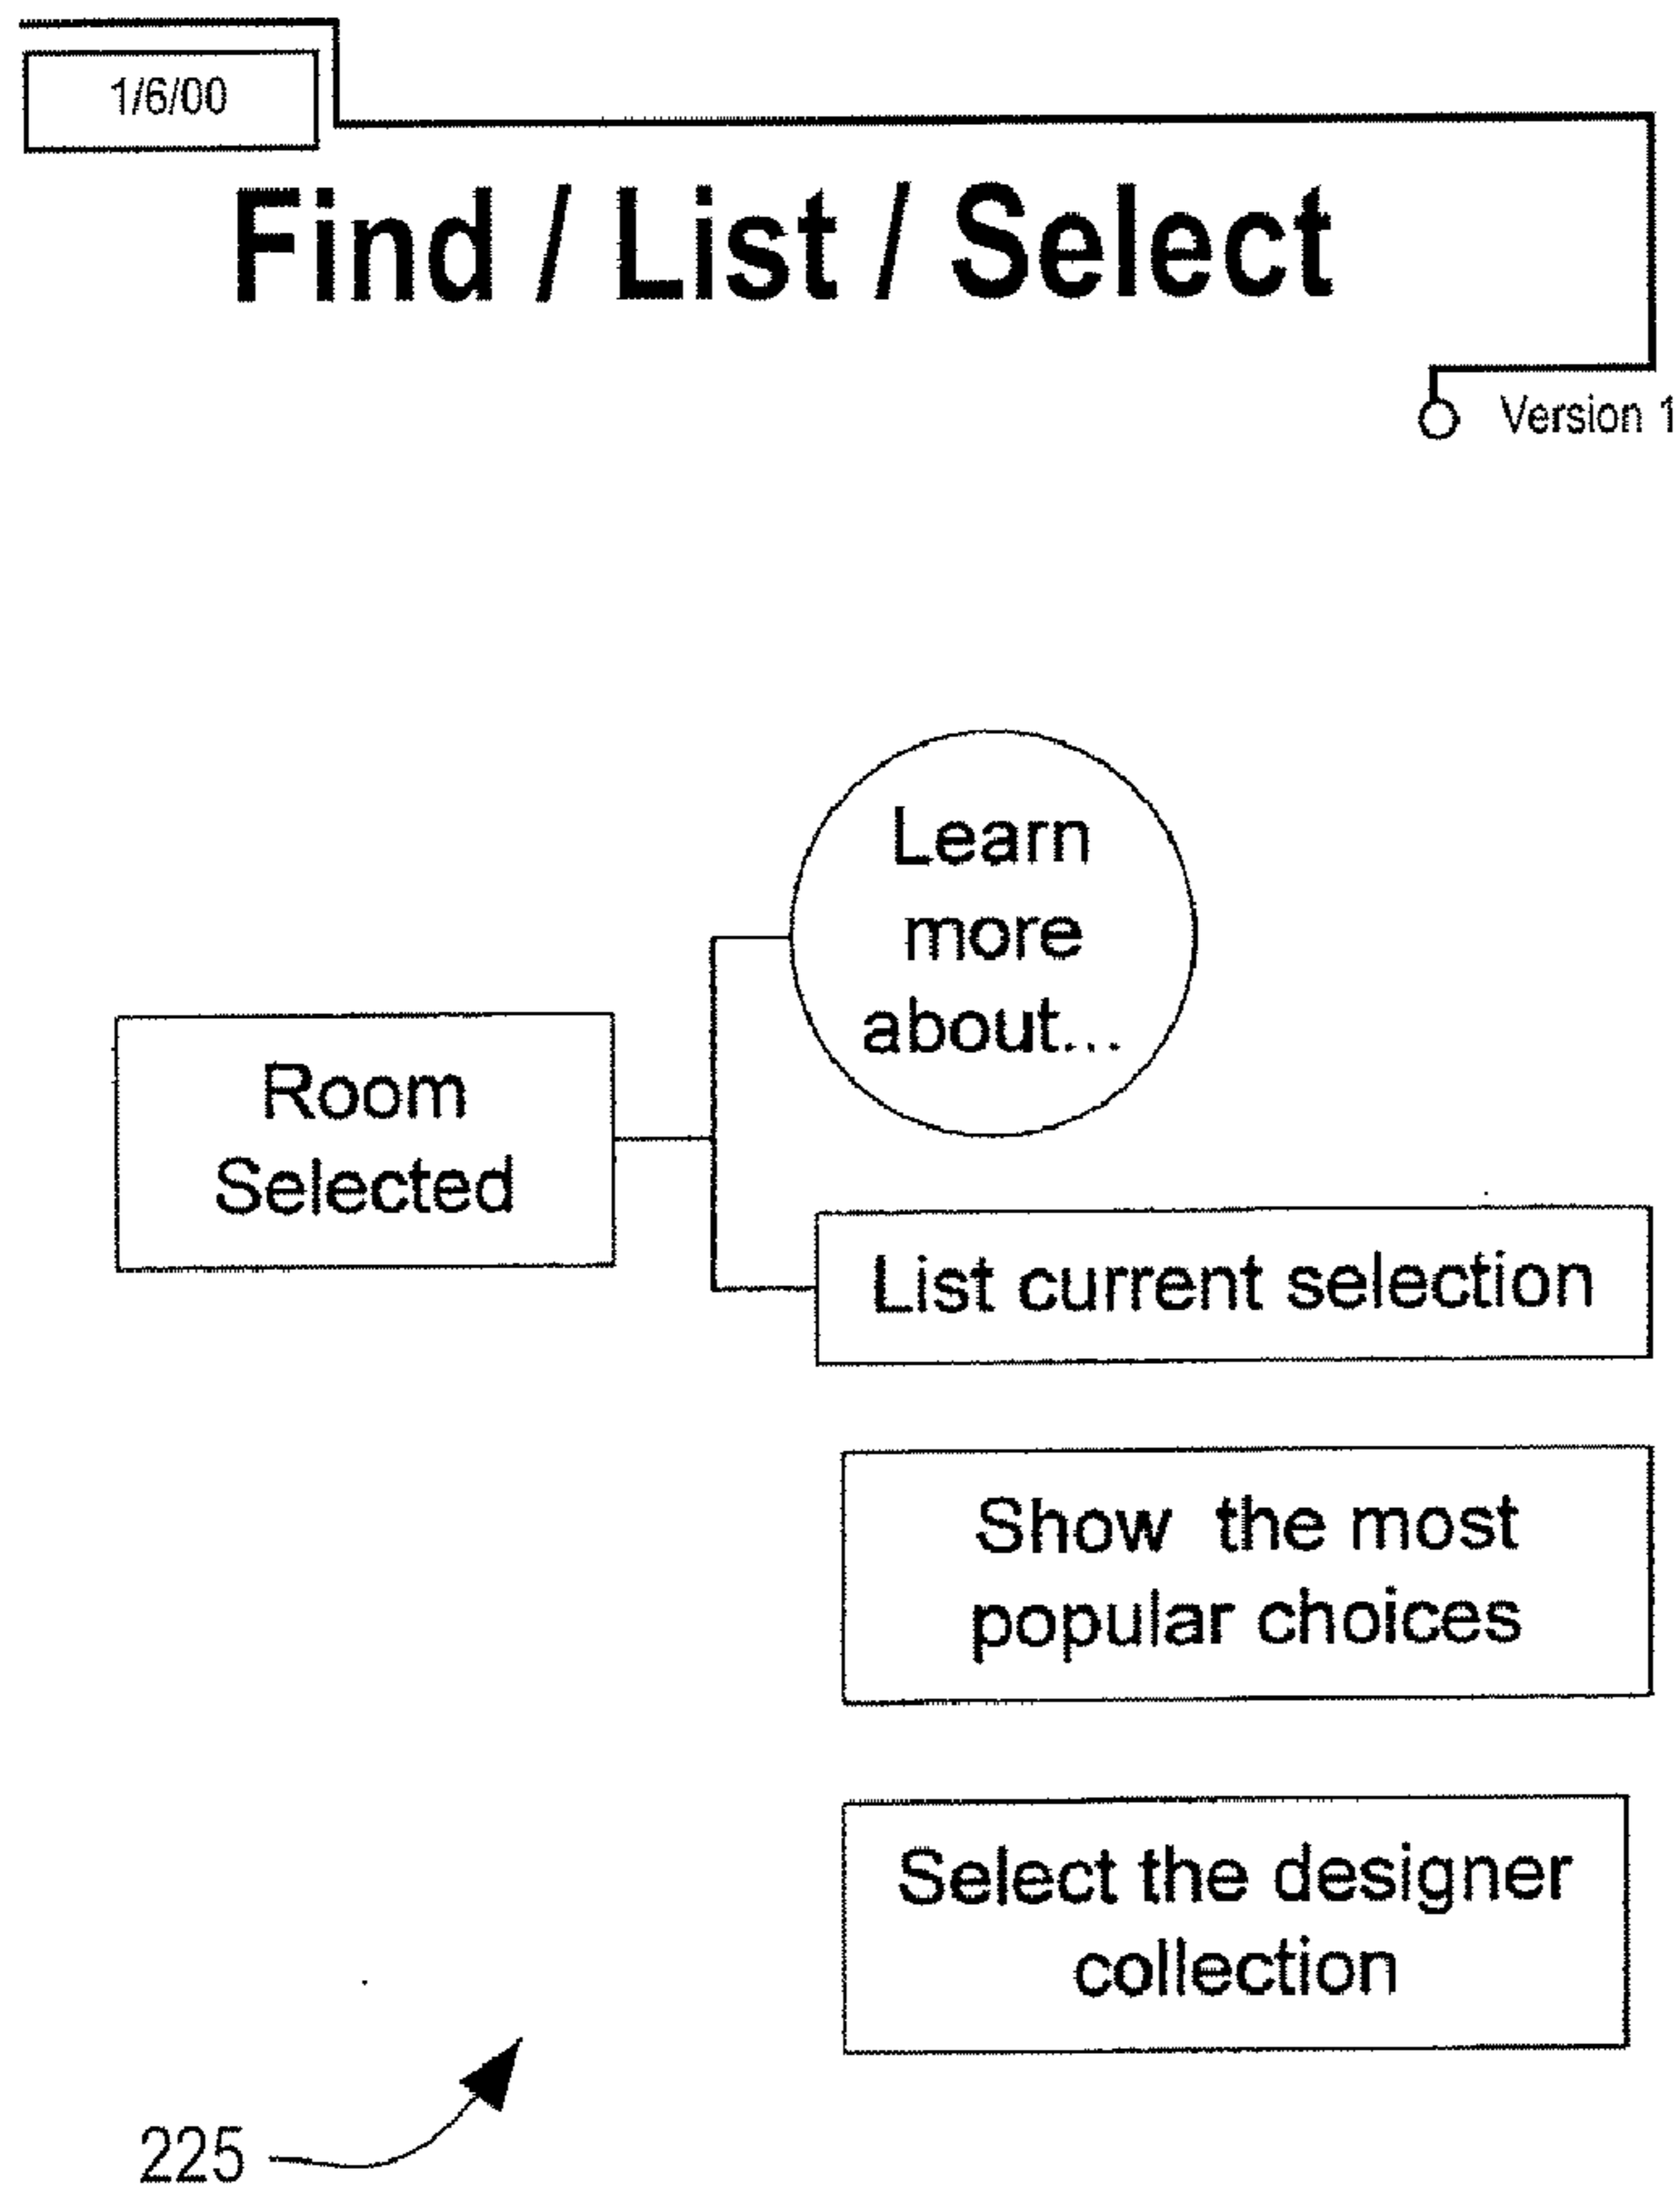 1/6/00
Find / List / Select
Version 1
Learn
more
about...
Room
Selected
List current selection
Show the most
popular choices
Select the designer
collection
225